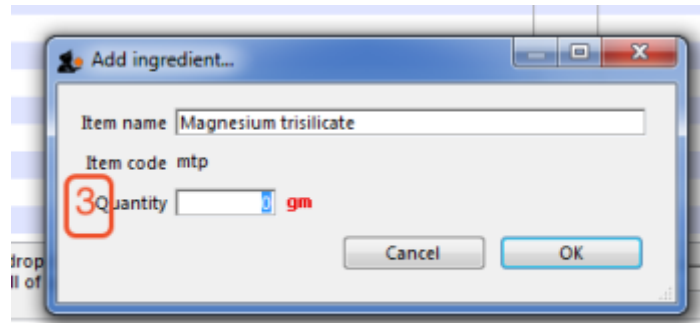 Add ingredient...
Item name Magnesium trisilicate
Item code mtp
3 Quantity 0 gm
Cancel OK
drop
ll of